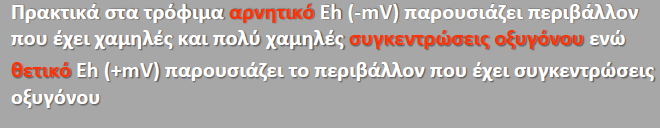 Πρακτικά στα τρόφιμα αρνητικό Eh (-mV) παρουσιάζει περιβάλλον
που έχει χαμηλές και πολύ χαμηλές συγκεντρώσεις οξυγόνου ενώ
θετικό Eh (+mV) παρουσιάζει το περιβάλλον που έχει συγκεντρώσεις
οξυγόνου